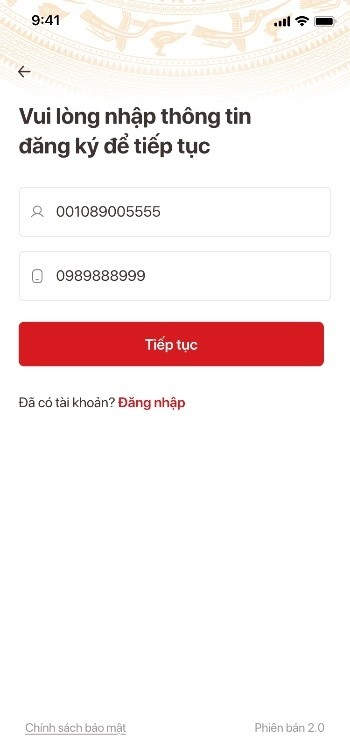 9:41
Vui lòng nhập thông tin
đăng ký để tiếp tục
001089005555
0989888999
Tiếp tục
Đã có tài khoản? Đăng nhập
Chính sách bảo mật
Phiên bản 2.0